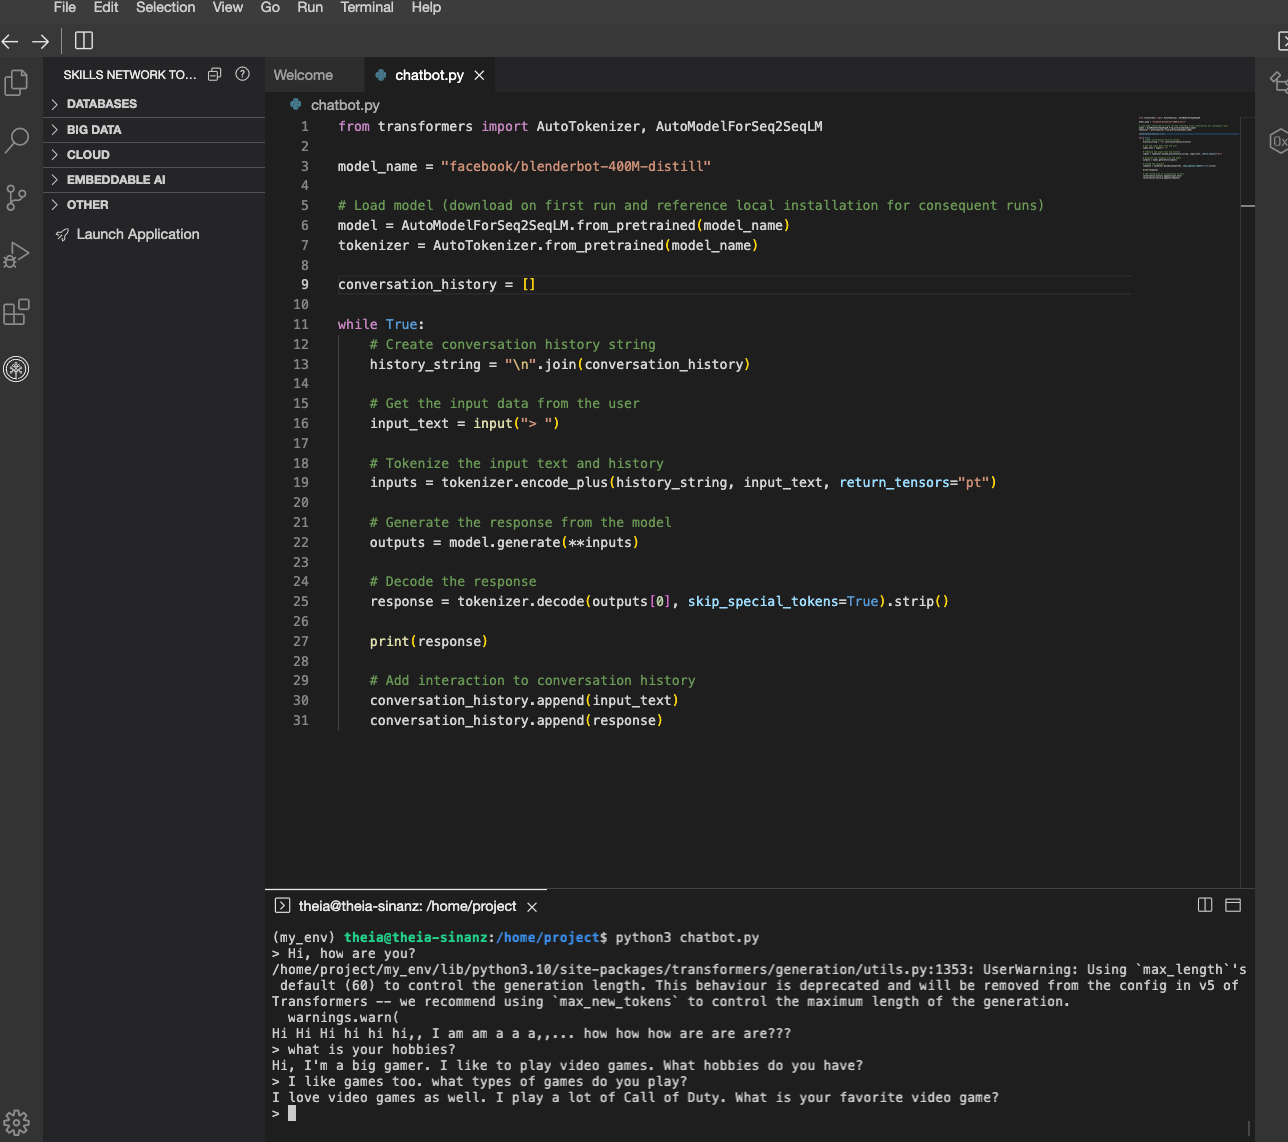 File Edit Selection View Go Run Terminal Help
SKILLS NETWORK TO...
DATABASES
BIG DATA
CLOUD
EMBEDDABLE AI
OTHER
Launch Application
Welcome
chatbot.py
chatbot.py
1 from transformers import AutoTokenizer, AutoModelForSeq2SeqLM
2
3 model_name = "facebook/blenderbot-400M-distill"
4
5 # Load model (download on first run and reference local installation for consequent runs)
6 model = AutoModelForSeq2SeqLM.from_pretrained(model_name)
7 tokenizer = AutoTokenizer.from_pretrained(model_name)
8
9 conversation_history = []
10
11 while True:
12     # Create conversation history string
13     history_string = "\n".join(conversation_history)
14
15     # Get the input data from the user
16     input_text = input("> ")
17
18     # Tokenize the input text and history
19     inputs = tokenizer.encode_plus(history_string, input_text, return_tensors="pt")
20
21     # Generate the response from the model
22     outputs = model.generate(**inputs)
23
24     # Decode the response
25     response = tokenizer.decode(outputs[0], skip_special_tokens=True).strip()
26
27     print(response)
28
29     # Add interaction to conversation history
30     conversation_history.append(input_text)
31     conversation_history.append(response)
theia@theia-sinanz: /home/project
(my_env) theia@theia-sinanz:/home/project$ python3 chatbot.py
> Hi, how are you?
/home/project/my_env/lib/python3.10/site-packages/transformers/generation/utils.py:1353: UserWarning: Using `max_length`'s
 default (60) to control the generation length. This behaviour is deprecated and will be removed from the config in v5 of
Transformers -- we recommend using `max_new_tokens` to control the maximum length of the generation.
  warnings.warn(
Hi Hi Hi hi hi hi,, I am am a a a,,... how how how are are are???
> what is your hobbies?
Hi, I'm a big gamer. I like to play video games. What hobbies do you have?
> I like games too. what types of games do you play?
I love video games as well. I play a lot of Call of Duty. What is your favorite video game?
>